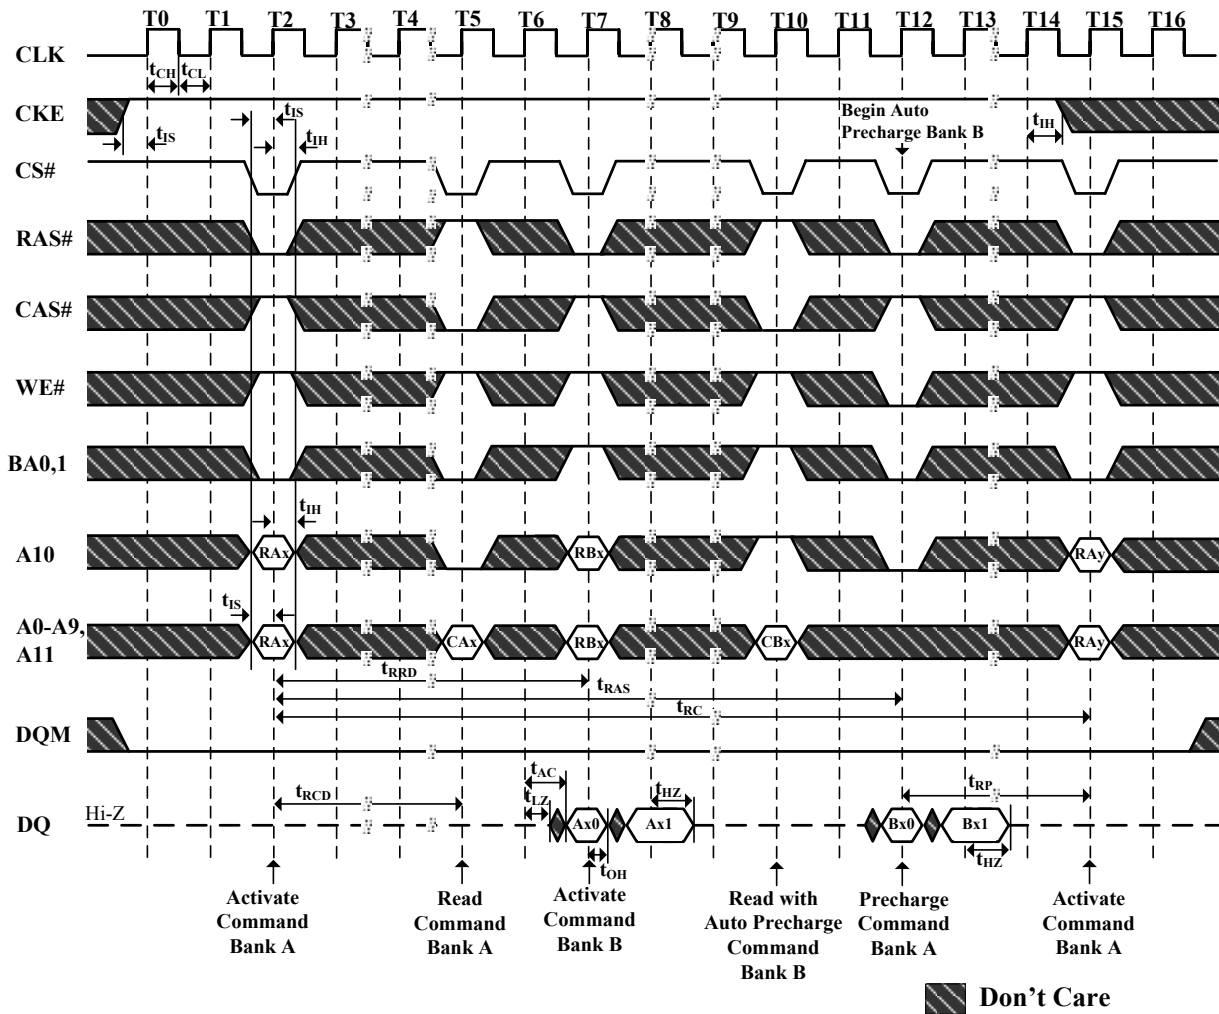 T0 T1 T2 T3 T4 T5 T6 T7 T8 T9 T10 T11 T12 T13 T14 T15 T16
CLK
tCH tCL
CKE
tIS
tIS
tIH
Begin Auto
Precharge Bank B
tIH
CS#
RAS#
CAS#
WE#
BA0,1
tIH
A10
RAx
RBx
RAy
tIS
A0-A9,
A11
RAx
CAx
RBx
CBx
RAy
tRRD
tRAS
tRC
DQM
tRCD
tAC
tLZ
tHZ
tRP
Hi-Z
DQ
Ax0
Ax1
Bx0
Bx1
tOH
tHZ
Activate
Command
Bank A
Read
Command
Bank A
Activate
Command
Bank B
Read with
Auto Precharge
Command
Bank B
Precharge
Command
Bank A
Activate
Command
Bank A
Don't Care